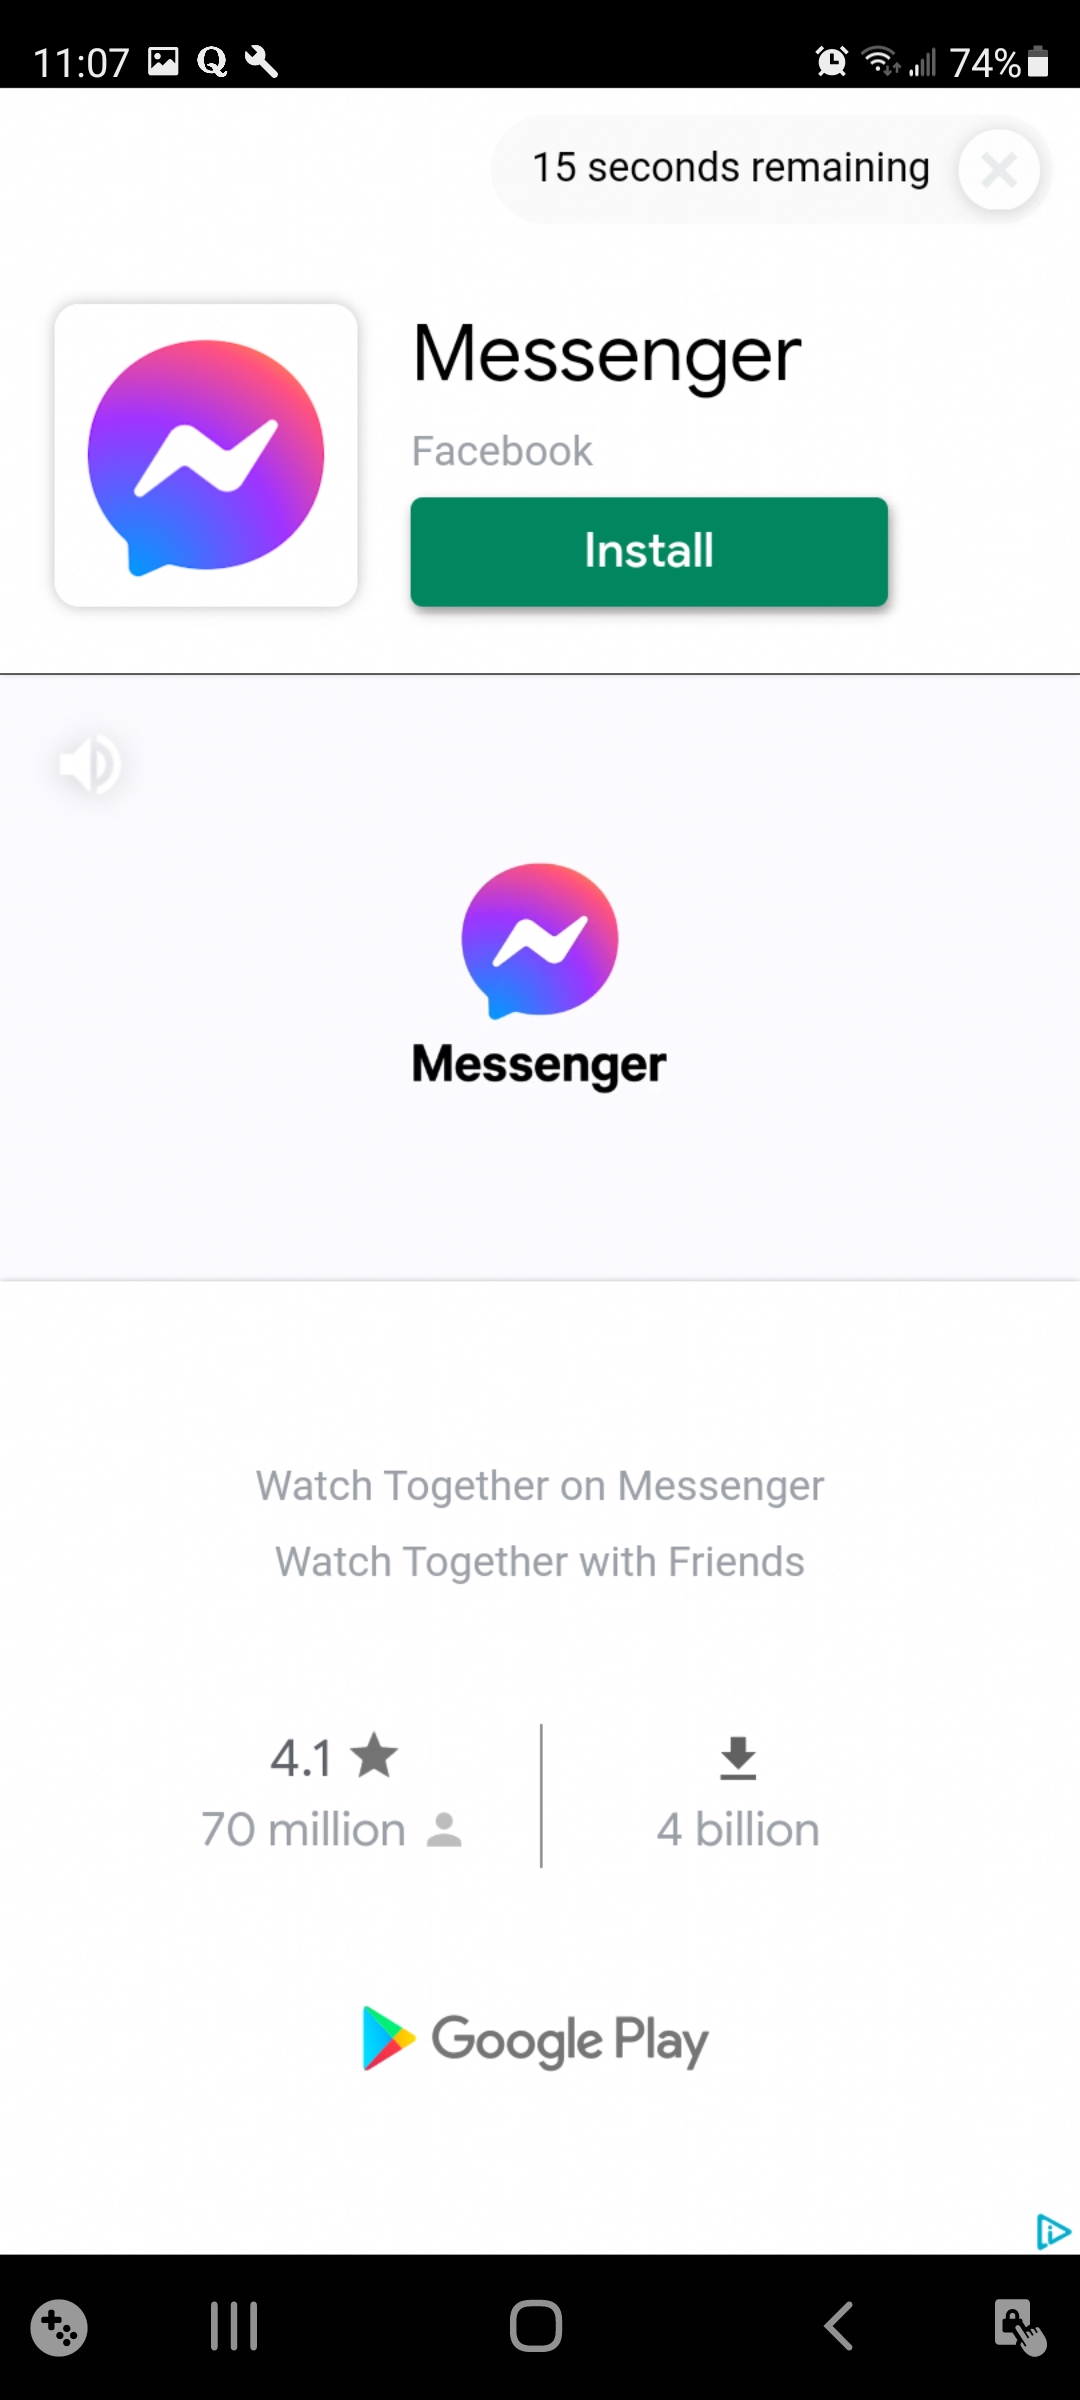 11:07
74%
15 seconds remaining
Messenger
Facebook
Install
Messenger
Watch Together on Messenger
Watch Together with Friends
4.1
70 million
4 billion
Google Play